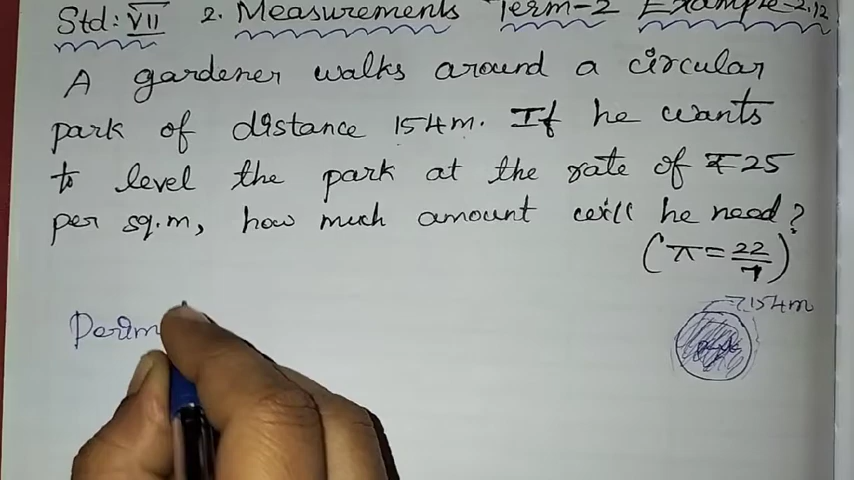 Std: VII 2. Measurements Term-2 Example-2.12
A gardener walks around a circular
park of distance 154m. If he wants
to level the park at the rate of ₹25
per sq.m, how much amount will he need?
(π = 22/7)
154m
Perim